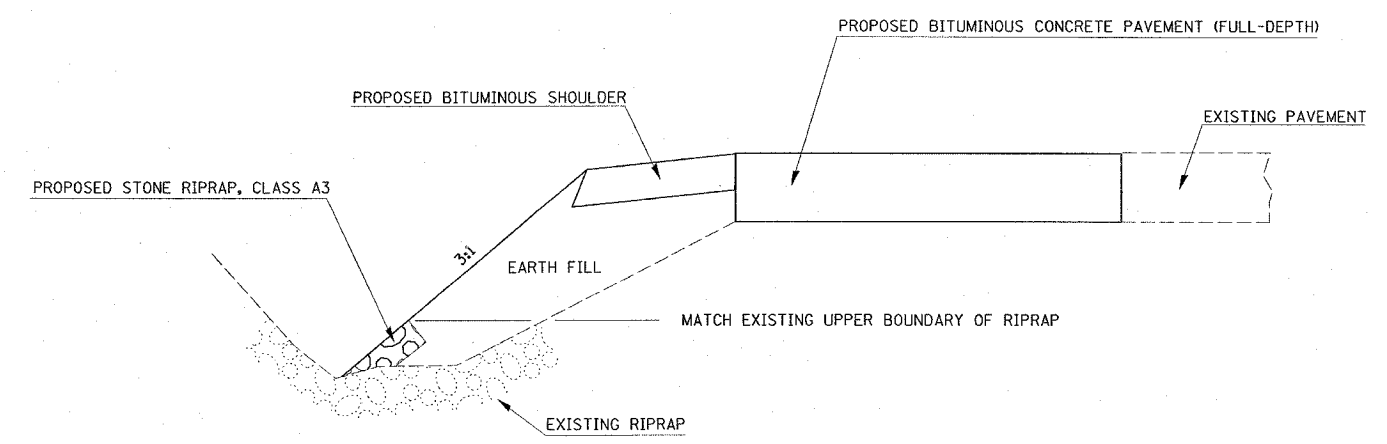 PROPOSED BITUMINOUS CONCRETE PAVEMENT (FULL-DEPTH)
PROPOSED BITUMINOUS SHOULDER
EXISTING PAVEMENT
PROPOSED STONE RIPRAP, CLASS A3
3:1
EARTH FILL
MATCH EXISTING UPPER BOUNDARY OF RIPRAP
EXISTING RIPRAP